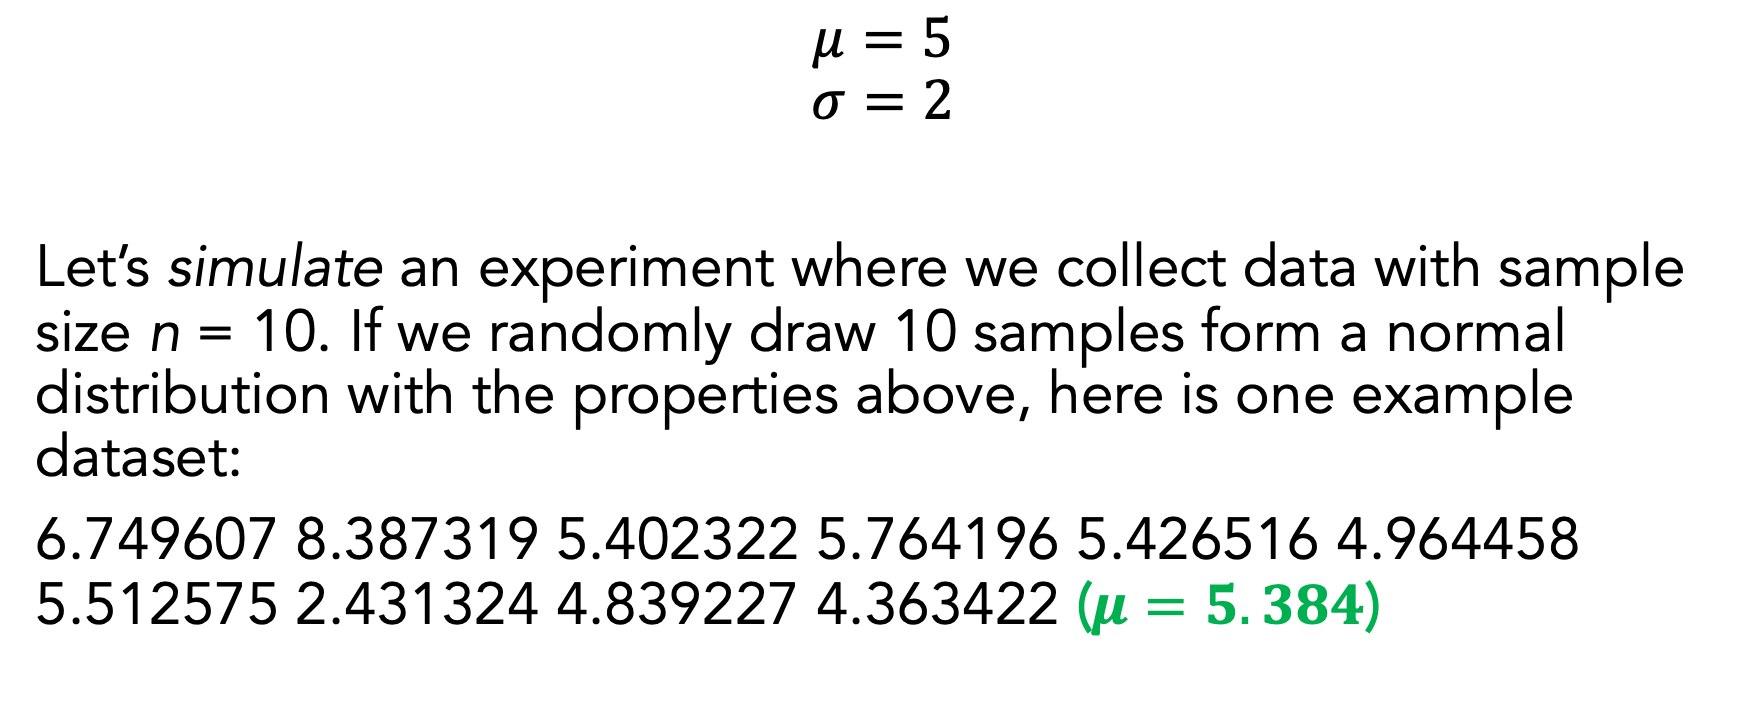 μ = 5
σ = 2
Let’s simulate an experiment where we collect data with sample
size n = 10. If we randomly draw 10 samples form a normal
distribution with the properties above, here is one example
dataset:
6.749607 8.387319 5.402322 5.764196 5.426516 4.964458
5.512575 2.431324 4.839227 4.363422 (μ = 5.384)